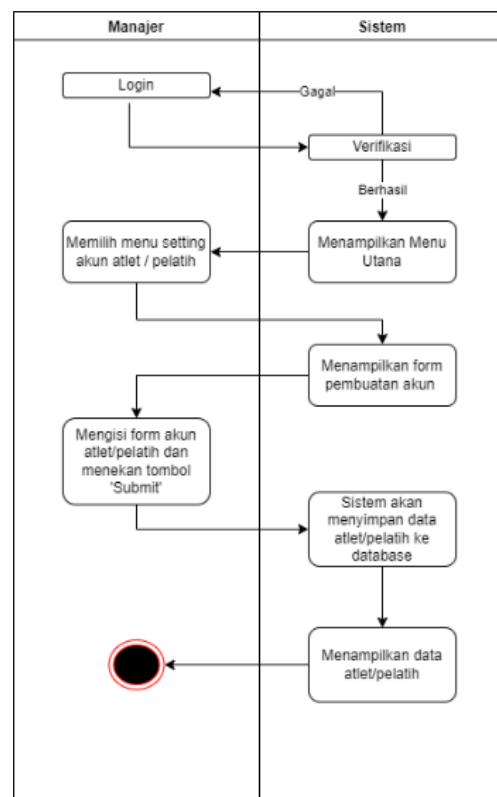 Manajer
Sistem
Login
Gagal
Verifikasi
Berhasil
Memilih menu setting
akun atlet / pelatih
Menampilkan Menu
Utana
Menampilkan form
pembuatan akun
Mengisi form akun
atlet/pelatih dan
menekan tombol
'Submit'
Sistem akan
menyimpan data
atlet/pelatih ke
database
Menampilkan data
atlet/pelatih